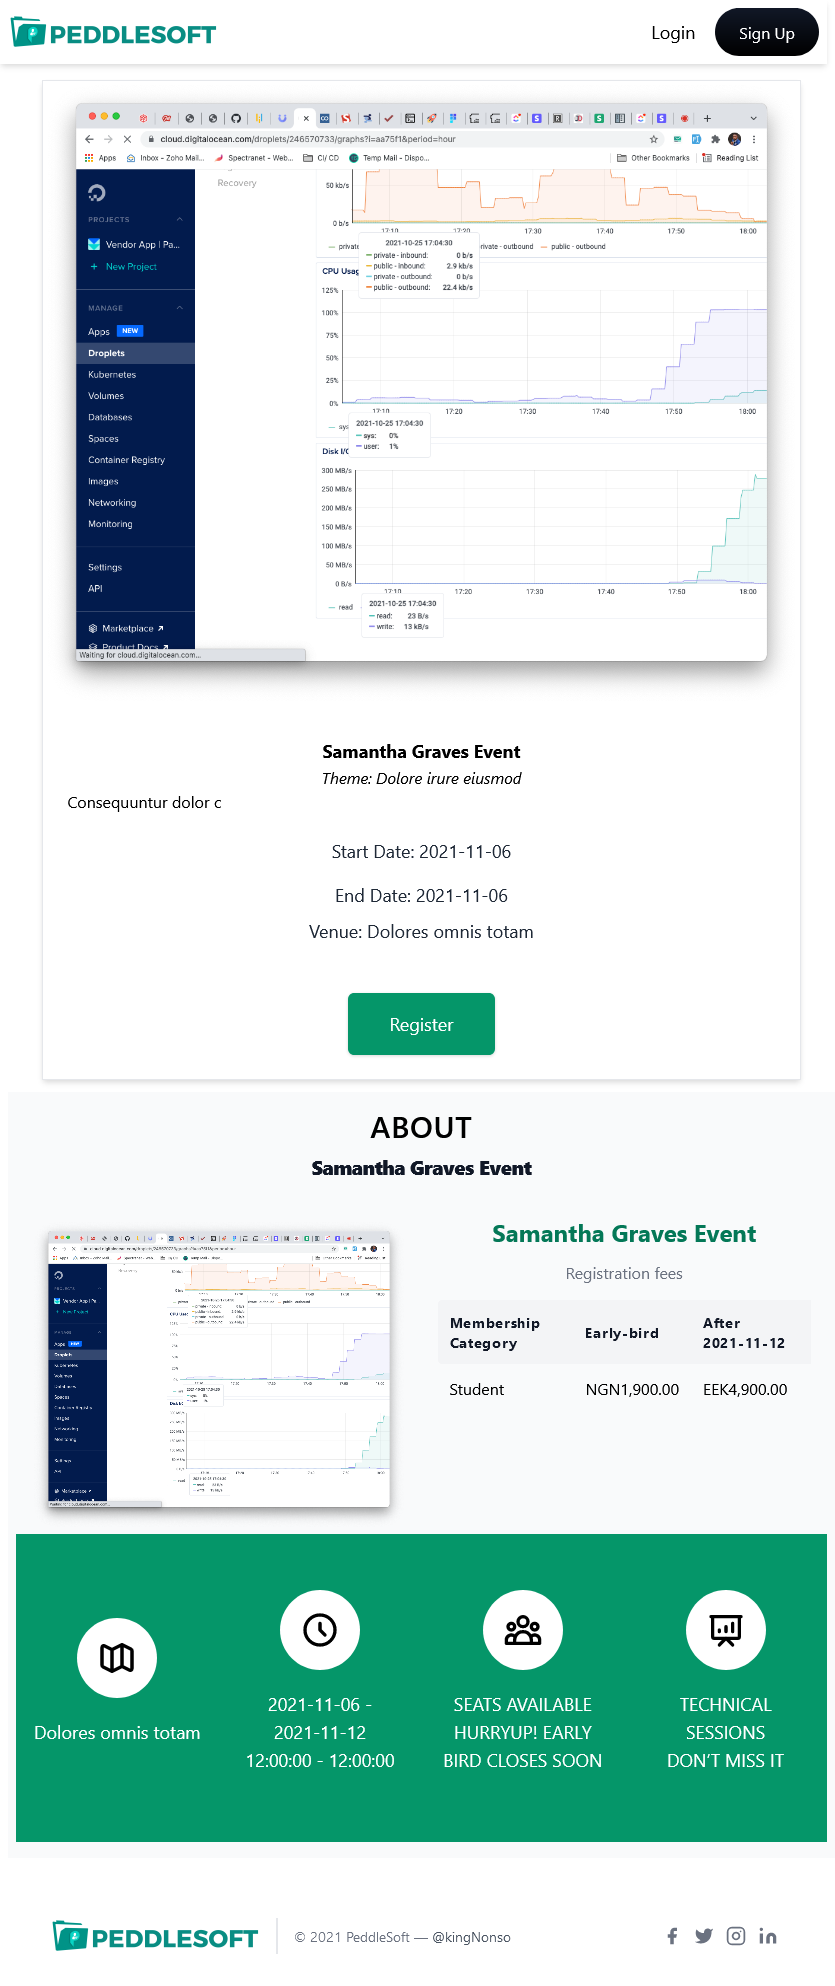 PEDDLESOFT
Login
Sign Up
cloud.digitalocean.com/droplets/246570733/graphs?i=aa75f1&period=hour
Apps
Inbox - Zoho Mail...
Spectranet - Web...
CI/ CD
Temp Mail - Dispo...
Other Bookmarks
Reading List
Recovery
PROJECTS
Vendor App | Pa...
+ New Project
MANAGE
Apps NEW
Droplets
Kubernetes
Volumes
Databases
Spaces
Container Registry
Images
Networking
Monitoring
Settings
API
Marketplace
Product Docs
Waiting for cloud.digitalocean.com...
50 kb/s
0 b/s
17:10 17:20 17:30 17:40 17:50 18:00
private
private - outbound
public - outbound
2021-10-25 17:04:30
private - inbound: 0 b/s
public - inbound: 2.9 kb/s
private - outbound: 0 b/s
public - outbound: 22.4 kb/s
CPU Usag
125%
100%
75%
50%
25%
0%
17:10 17:20 17:30 17:40 17:50 18:00
sys
2021-10-25 17:04:30
sys: 0%
user: 1%
Disk I/O
300 MB/s
250 MB/s
200 MB/s
150 MB/s
100 MB/s
50 MB/s
0 B/s
17:10 17:20 17:30 17:40 17:50 18:00
read
2021-10-25 17:04:30
read: 23 B/s
write: 13 kB/s
Samantha Graves Event
Theme: Dolore irure eiusmod
Consequuntur dolor c
Start Date: 2021-11-06
End Date: 2021-11-06
Venue: Dolores omnis totam
Register
ABOUT
Samantha Graves Event
Samantha Graves Event
Registration fees
Membership Early-bird After
Category 2021-11-12
Student NGN1,900.00 EEK4,900.00
Dolores omnis totam
2021-11-06 -
2021-11-12
12:00:00 - 12:00:00
SEATS AVAILABLE
HURRYUP! EARLY
BIRD CLOSES SOON
TECHNICAL
SESSIONS
DON'T MISS IT
PEDDLESOFT
© 2021 PeddleSoft — @kingNonso